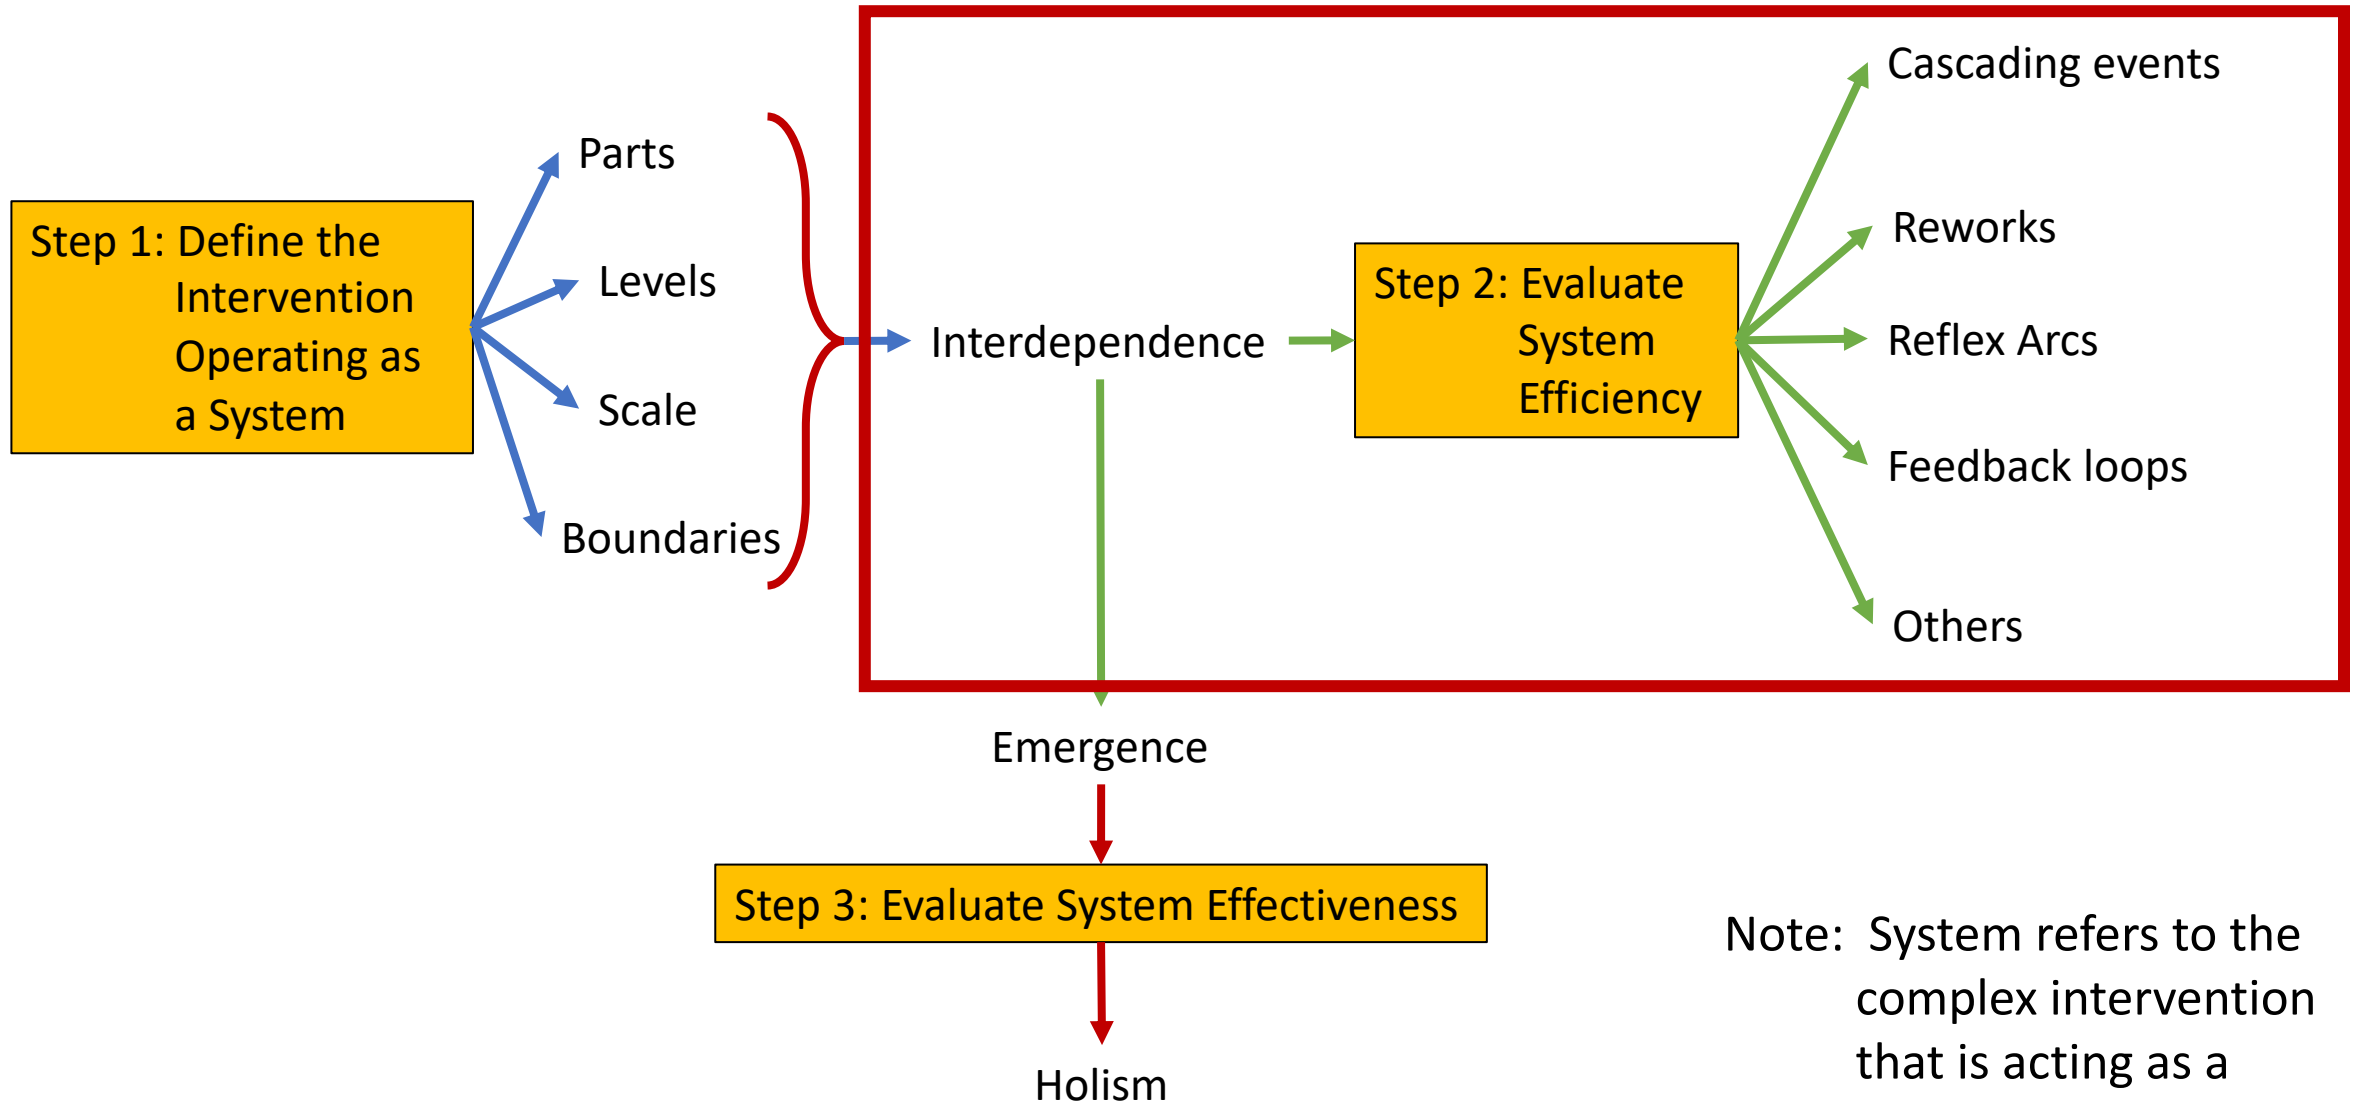 Step 1: Define the
Intervention
Operating as
a System
Parts
Levels
Scale
Boundaries
Interdependence
Step 2: Evaluate
System
Efficiency
Cascading events
Reworks
Reflex Arcs
Feedback loops
Others
Emergence
Step 3: Evaluate System Effectiveness
Holism
Note: System refers to the
complex intervention
that is acting as a